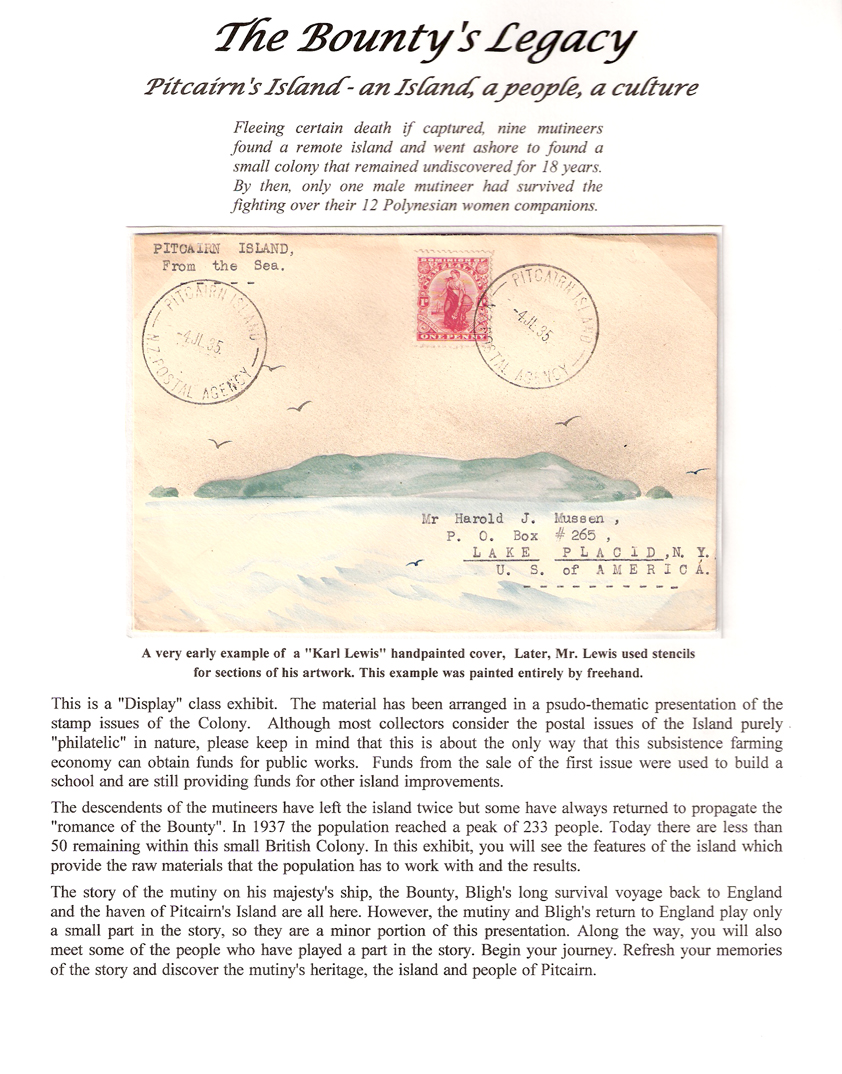 The Bounty's Legacy
Pitcairn's Island - an Island, a people, a culture
Fleeing certain death if captured, nine mutineers
found a remote island and went ashore to found a
small colony that remained undiscovered for 18 years.
By then, only one male mutineer had survived the
fighting over their 12 Polynesian women companions.
PITCAIRN ISLAND,
From the Sea.
DOMINION OF
NEW ZEALAND
1D
ONE PENNY
PITCAIRN ISLAND
-4JL.35.
N.Z. POSTAL AGENCY
PITCAIRN ISLAND
-4JL.35.
N.Z. POSTAL AGENCY
Mr Harold J. Mussen,
P. O. Box # 265,
LAKE PLACID, N. Y.
U. S. of AMERICA.
A very early example of a "Karl Lewis" handpainted cover, Later, Mr. Lewis used stencils
for sections of his artwork. This example was painted entirely by freehand.
This is a "Display" class exhibit. The material has been arranged in a psudo-thematic presentation of the
stamp issues of the Colony. Although most collectors consider the postal issues of the Island purely
"philatelic" in nature, please keep in mind that this is about the only way that this subsistence farming
economy can obtain funds for public works. Funds from the sale of the first issue were used to build a
school and are still providing funds for other island improvements.
The descendents of the mutineers have left the island twice but some have always returned to propagate the
"romance of the Bounty". In 1937 the population reached a peak of 233 people. Today there are less than
50 remaining within this small British Colony. In this exhibit, you will see the features of the island which
provide the raw materials that the population has to work with and the results.
The story of the mutiny on his majesty's ship, the Bounty, Bligh's long survival voyage back to England
and the haven of Pitcairn's Island are all here. However, the mutiny and Bligh's return to England play only
a small part in the story, so they are a minor portion of this presentation. Along the way, you will also
meet some of the people who have played a part in the story. Begin your journey. Refresh your memories
of the story and discover the mutiny's heritage, the island and people of Pitcairn.